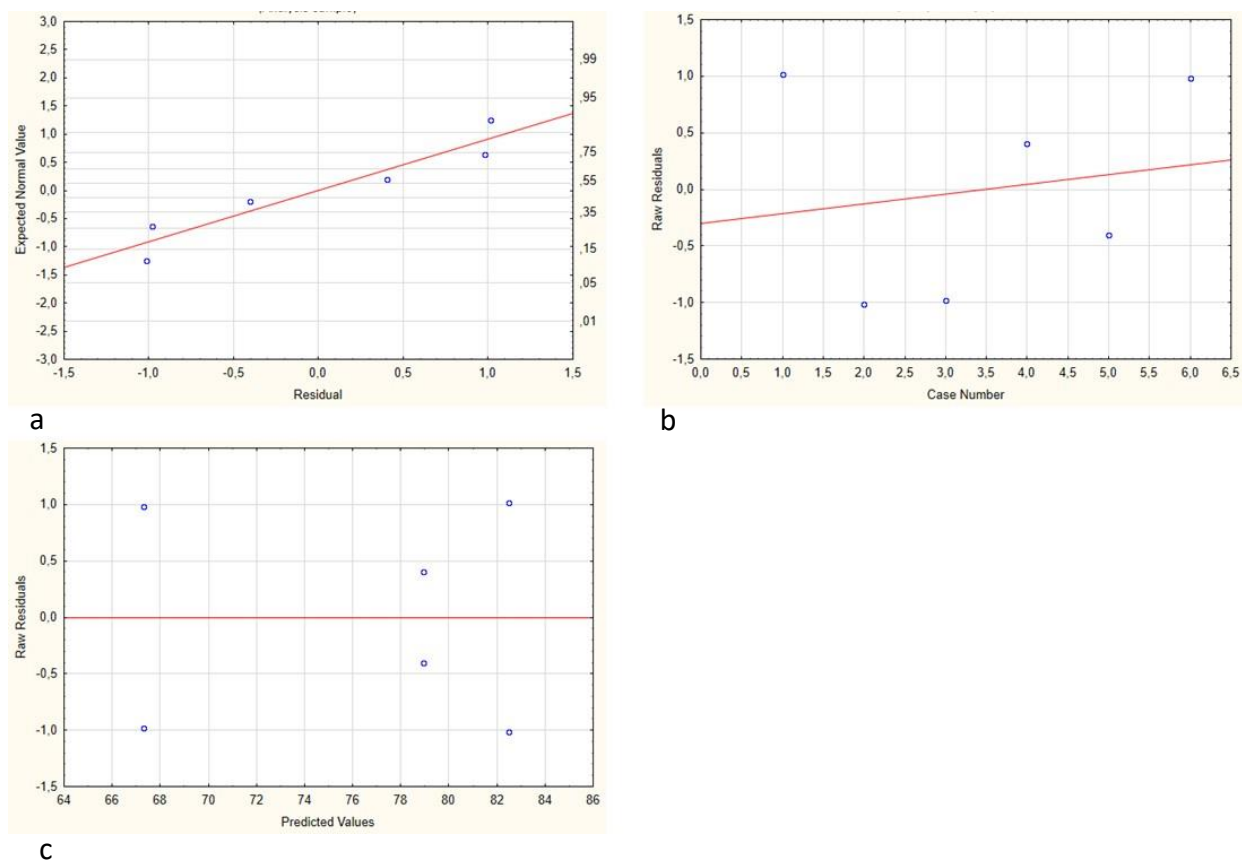 3,0
2,5
2,0
1,5
1,0
0,5
0,0
-0,5
-1,0
-1,5
-2,0
-2,5
-3,0
Expected Normal Value
,99
,95
,75
,55
,35
,15
,05
,01
-1,5 -1,0 -0,5 0,0 0,5 1,0 1,5
Residual
a
1,5
1,0
0,5
0,0
-0,5
-1,0
-1,5
Raw Residuals
0,0 0,5 1,0 1,5 2,0 2,5 3,0 3,5 4,0 4,5 5,0 5,5 6,0 6,5
Case Number
b
1,5
1,0
0,5
0,0
-0,5
-1,0
-1,5
Raw Residuals
64 66 68 70 72 74 76 78 80 82 84 86
Predicted Values
c